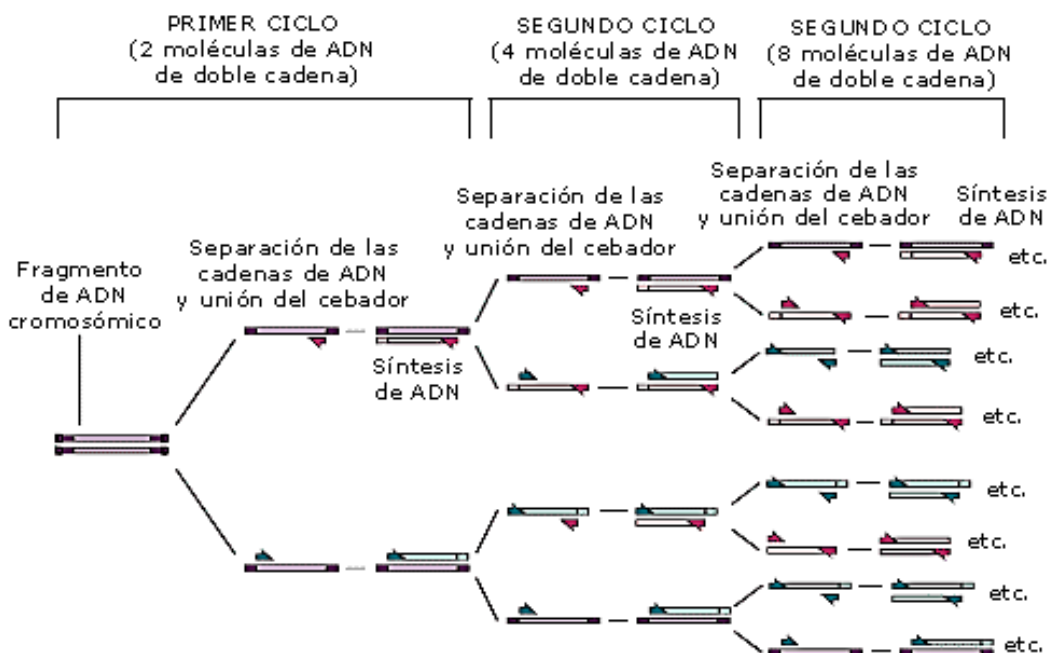 PRIMER CICLO
(2 moléculas de ADN
de doble cadena)
SEGUNDO CICLO
(4 moléculas de ADN
de doble cadena)
SEGUNDO CICLO
(8 moléculas de ADN
de doble cadena)
Fragmento
de ADN
cromosómico
Separación de las
cadenas de ADN
y unión del cebador
Síntesis
de ADN
Separación de las
cadenas de ADN
y unión del cebador
Síntesis
de ADN
Separación de las
cadenas de ADN
y unión del cebador
Síntesis
de ADN
etc.
etc.
etc.
etc.
etc.
etc.
etc.
etc.